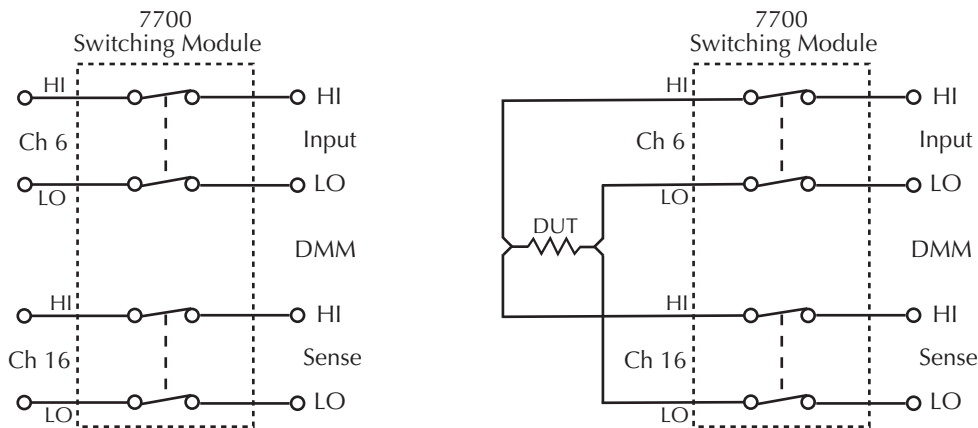 7700
Switching Module
HI
HI
Ch 6
Input
LO
LO
DMM
HI
HI
Ch 16
Sense
LO
LO
7700
Switching Module
HI
HI
Ch 6
Input
LO
LO
DUT
DMM
HI
HI
Ch 16
Sense
LO
LO